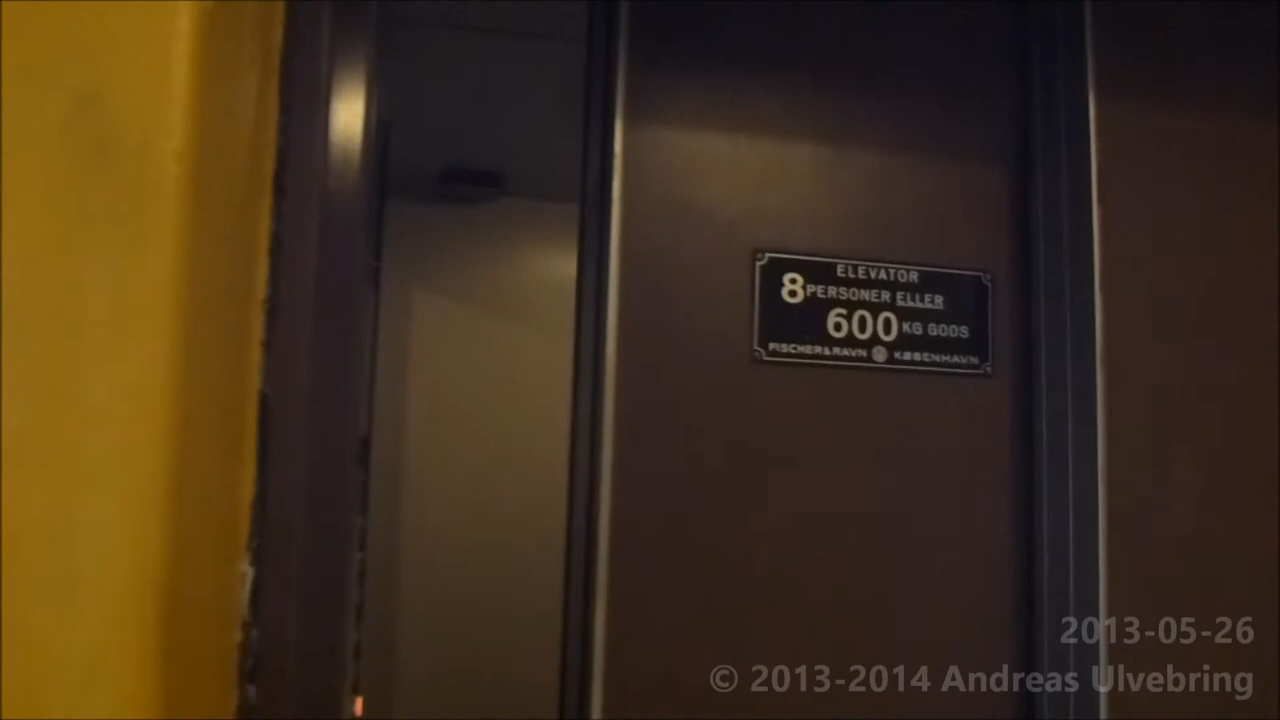 ELEVATOR
8 PERSONER ELLER
600 KG GODS
FISCHER & RAVN KØBENHAVN
2013-05-26
© 2013-2014 Andreas Ulvebring